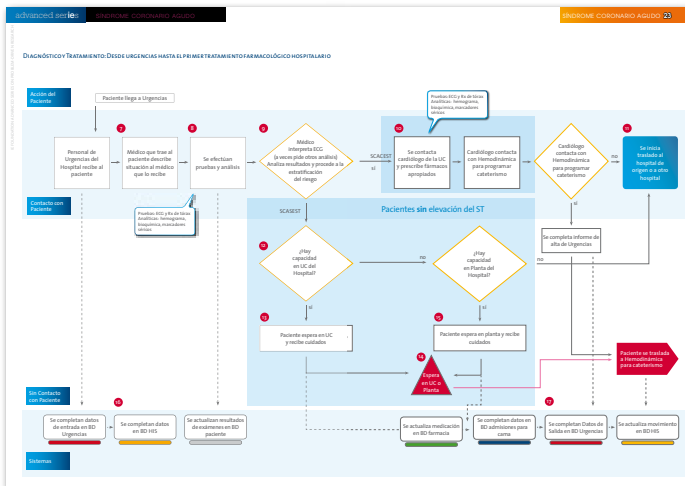 advanced series
SÍNDROME CORONARIO AGUDO
SÍNDROME CORONARIO AGUDO 23
DIAGNÓSTICO Y TRATAMIENTO: DESDE URGENCIAS HASTA EL PRIMER TRATAMIENTO FARMACOLÓGICO HOSPITALARIO
Acción del
Paciente
Paciente llega a Urgencias
Pruebas: ECG y Rx de tórax
Analíticas: hemograma,
bioquímica, marcadores
7
8
9
10
11
Personal de
Urgencias del
Hospital recibe al
paciente
Médico que trae al
paciente describe
situación al médico
que lo recibe
Se efectúan
pruebas y análisis
Médico
interpreta ECG
(a veces pide otros análisis)
Analiza resultados y procede a la
estratificación
del riesgo
SCACEST
sí
Se contacta
cardiólogo de la UC
y prescribe fármacos
apropiados
Cardiólogo contacta
con Hemodinámica
para programar
cateterismo
Cardiólogo
contacta con
Hemodinámica
para programar
cateterismo
no
Se inicia
traslado al
hospital de
origen o a otro
hospital
Contacto con
Paciente
Pruebas: ECG y Rx de tórax
Analíticas: hemograma,
bioquímica, marcadores
SCASEST
Pacientes sin elevación del ST
sí
Se completa informe de
alta de Urgencias
12
¿Hay
capacidad
en UC del
Hospital?
no
¿Hay
capacidad
en Planta del
Hospital?
no
sí
sí
13
15
Paciente espera en UC
y recibe cuidados
Paciente espera en planta y recibe
cuidados
14
Espera
en UC o
Planta
Paciente se traslada
a Hemodinámica
para cateterismo
Sin Contacto
con Paciente
16
17
Se completan datos
de entrada en BD
Urgencias
Se completan datos
en BD HIS
Se actualizan resultados
de exámenes en BD
paciente
Se actualiza medicación
en BD farmacia
Se completan datos en
BD admisiones para
cama
Se completan Datos de
Salida en BD Urgencias
Se actualiza movimiento
en BD HIS
Sistemas